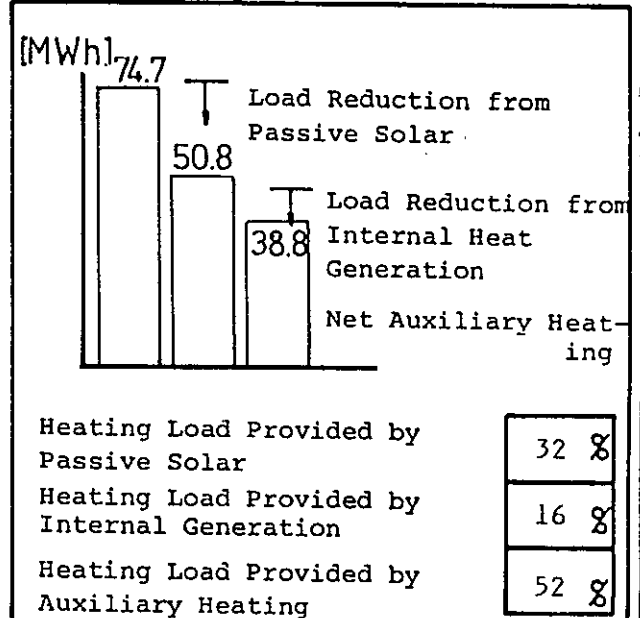 [MWh]
74.7
Load Reduction from
Passive Solar
50.8
Load Reduction from
Internal Heat
Generation
38.8
Net Auxiliary Heat-
ing
Heating Load Provided by
Passive Solar
32 %
Heating Load Provided by
Internal Generation
16 %
Heating Load Provided by
Auxiliary Heating
52 %